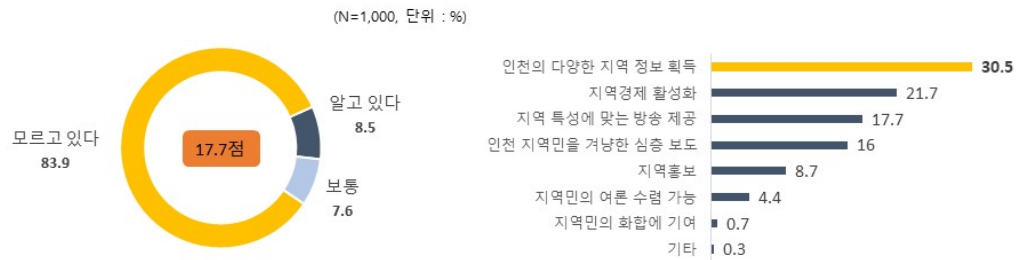 (N=1,000, 단위 : %)
알고 있다
8.5
모르고 있다
83.9
17.7점
보통
7.6
인천의 다양한 지역 정보 획득 30.5
지역경제 활성화 21.7
지역 특성에 맞는 방송 제공 17.7
인천 지역민을 겨냥한 심층 보도 16
지역홍보 8.7
지역민의 여론 수렴 가능 4.4
지역민의 화합에 기여 0.7
기타 0.3